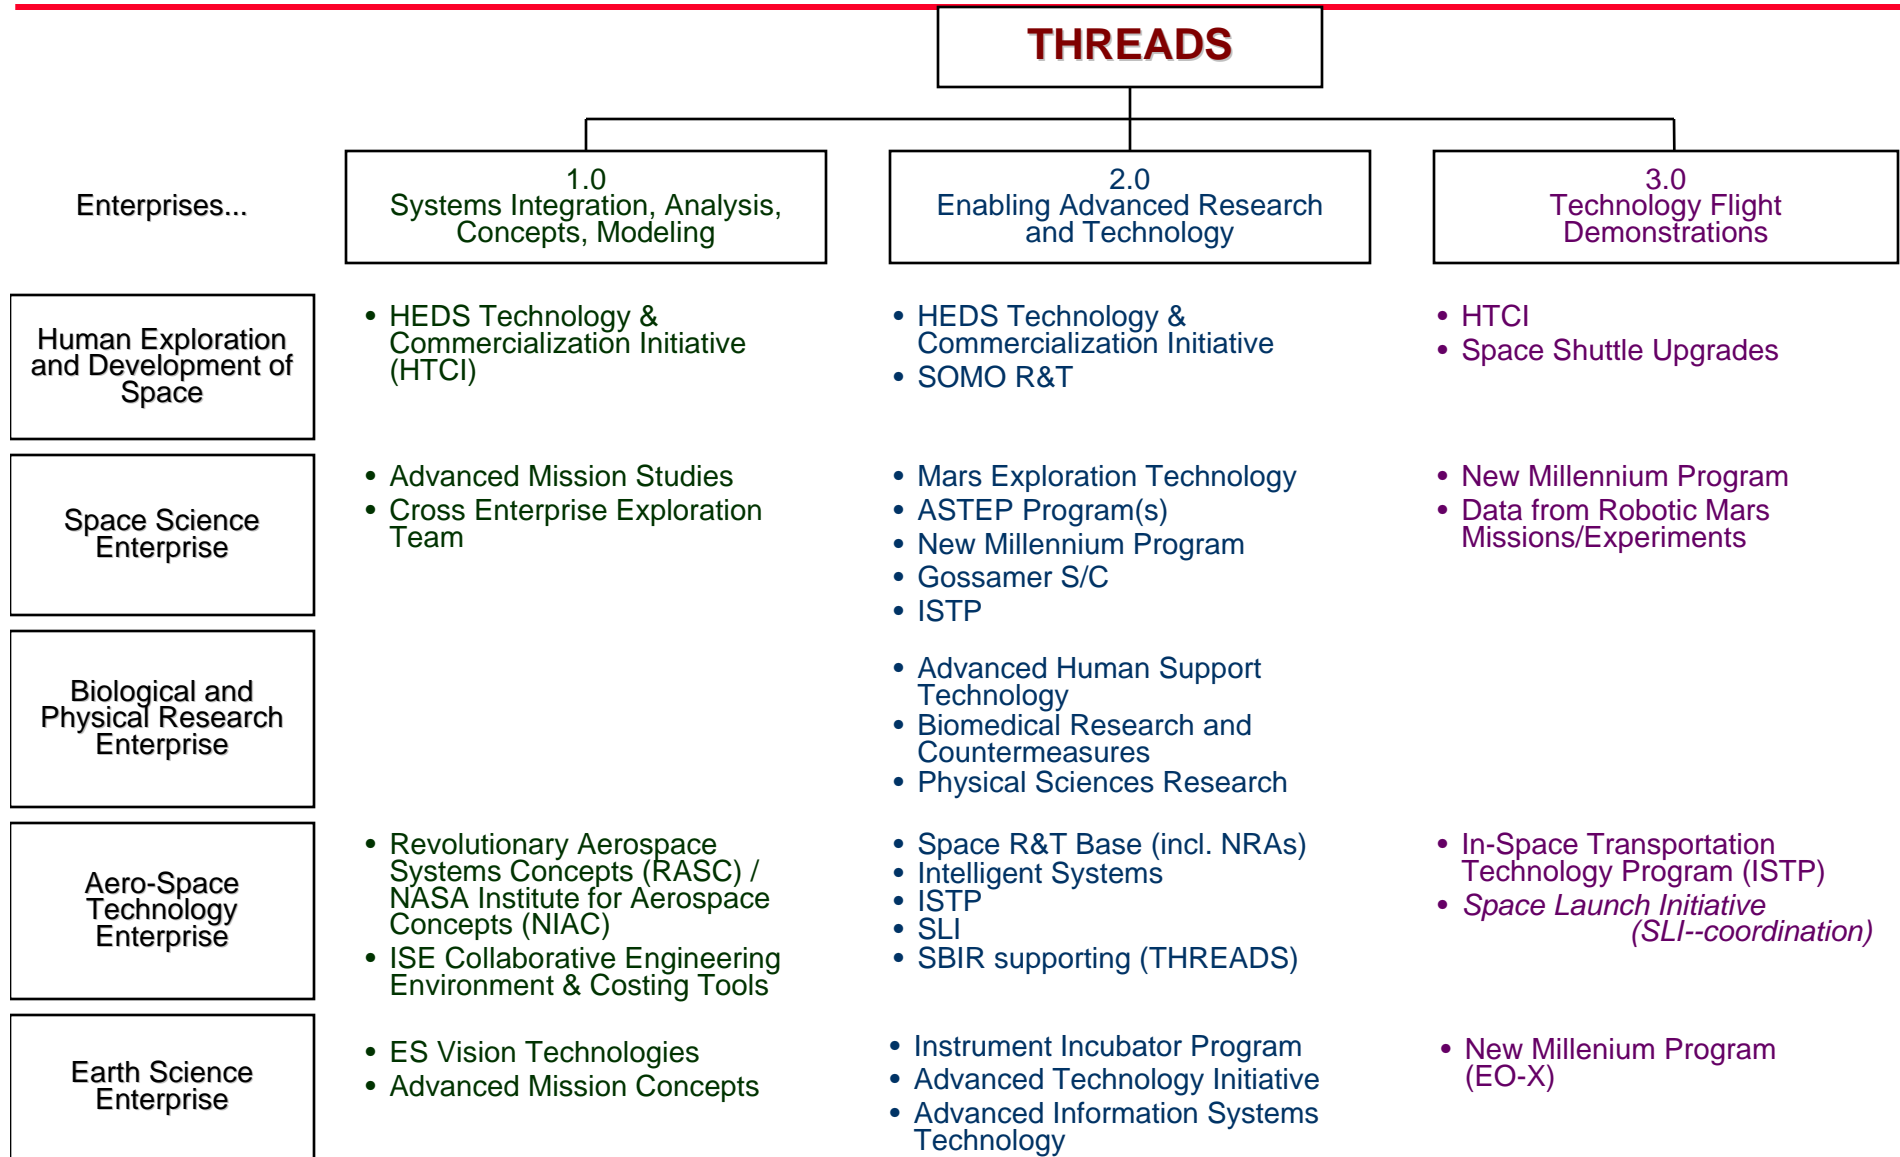 THREADS
Enterprises...
1.0
Systems Integration, Analysis,
Concepts, Modeling
2.0
Enabling Advanced Research
and Technology
3.0
Technology Flight
Demonstrations
Human Exploration
and Development of
Space
• HEDS Technology &
Commercialization Initiative
(HTCI)
• HEDS Technology &
Commercialization Initiative
• SOMO R&T
• HTCI
• Space Shuttle Upgrades
Space Science
Enterprise
• Advanced Mission Studies
• Cross Enterprise Exploration
Team
• Mars Exploration Technology
• ASTEP Program(s)
• New Millennium Program
• Gossamer S/C
• ISTP
• New Millennium Program
• Data from Robotic Mars
Missions/Experiments
Biological and
Physical Research
Enterprise
• Advanced Human Support
Technology
• Biomedical Research and
Countermeasures
• Physical Sciences Research
Aero-Space
Technology
Enterprise
• Revolutionary Aerospace
Systems Concepts (RASC) /
NASA Institute for Aerospace
Concepts (NIAC)
• ISE Collaborative Engineering
Environment & Costing Tools
• Space R&T Base (incl. NRAs)
• Intelligent Systems
• ISTP
• SLI
• SBIR supporting (THREADS)
• In-Space Transportation
Technology Program (ISTP)
• Space Launch Initiative
(SLI--coordination)
Earth Science
Enterprise
• ES Vision Technologies
• Advanced Mission Concepts
• Instrument Incubator Program
• Advanced Technology Initiative
• Advanced Information Systems
Technology
• New Millenium Program
(EO-X)